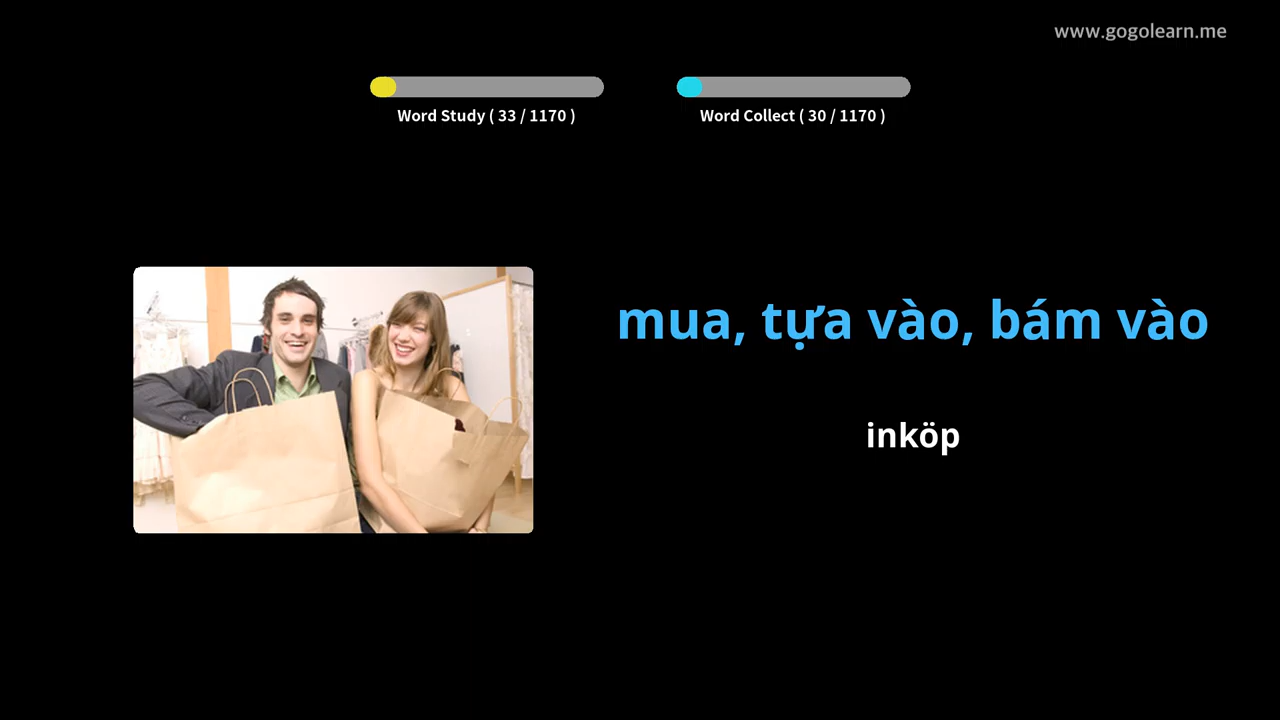 www.gogolearn.me
Word Study ( 33 / 1170 )
Word Collect ( 30 / 1170 )
mua, tựa vào, bám vào
inköp